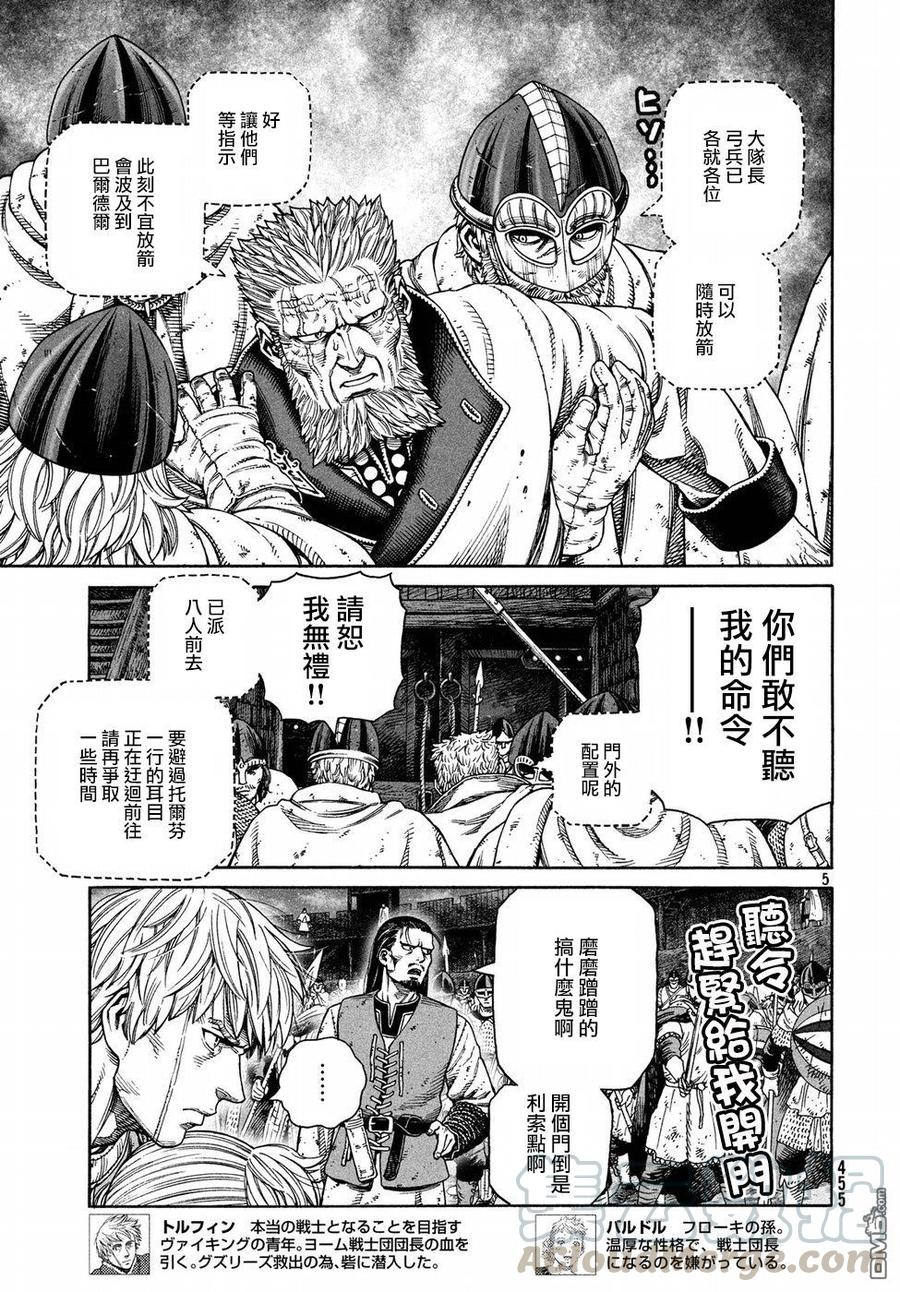 大隊長
弓兵已
各就各位
ヒソ…
可以
隨時放箭
好
讓他們
等指示
此刻不宜放箭
會波及到
巴爾德爾
你們敢不聽
我的命令
!!
請恕
我無禮!!
門外的
配置呢
已派
八人前去
要避過托爾芬
一行的耳目
正在迂迴前往
請再爭取
一些時間
5
聽令
趕緊給我開門
磨磨蹭蹭的
搞什麼鬼啊
開個門倒是
利索點啊
……
455
トルフィン 本当の戦士となることを目指す
ヴァイキングの青年。ヨーム戦士団団長の血を
引く。グズリーズ救出の為、砦に潜入した。
バルドル フローキの孫。
温厚な性格で、戦士団長
になるのを嫌がっている。
AcCartoon.com